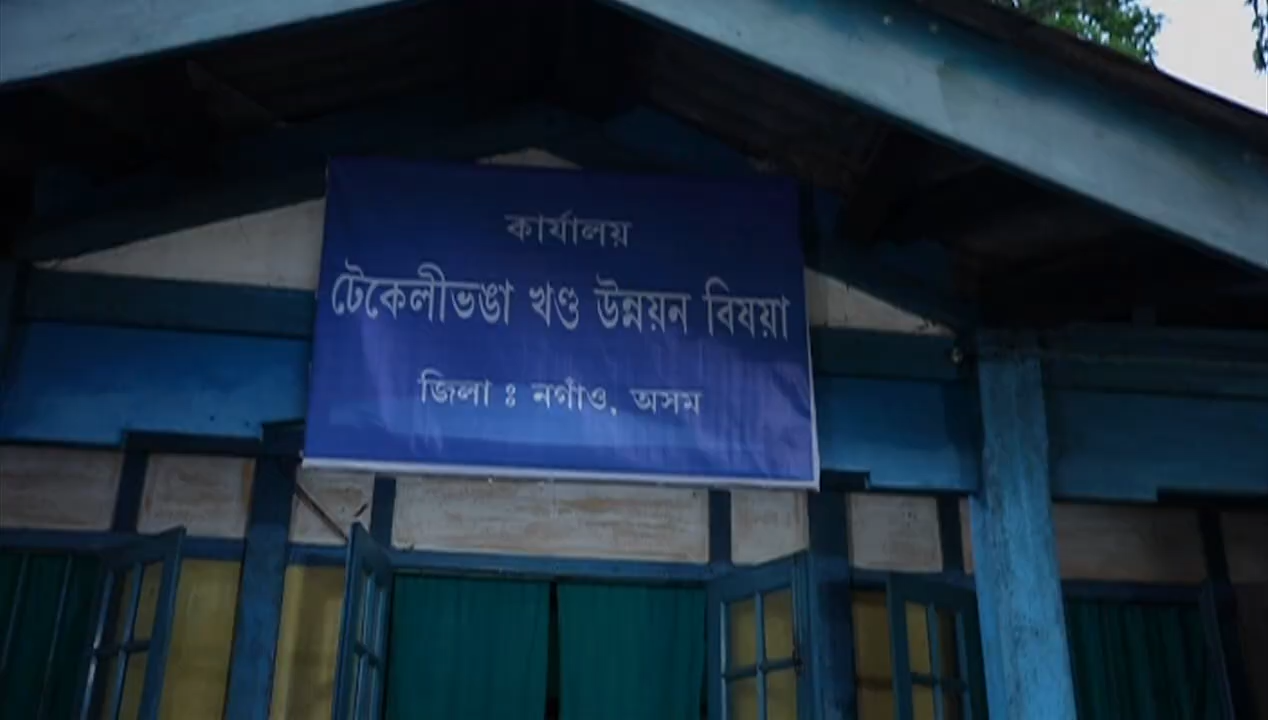 কাৰ্যালয়
টেকেলীভঙা খণ্ড উন্নয়ন বিষয়া
জিলা : নগাঁও, অসম